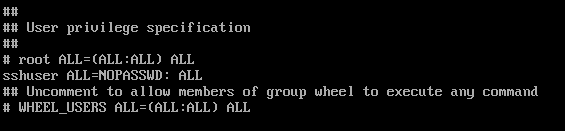 ##
## User privilege specification
##
# root ALL=(ALL:ALL) ALL
sshuser ALL=NOPASSWD: ALL
## Uncomment to allow members of group wheel to execute any command
# WHEEL_USERS ALL=(ALL:ALL) ALL